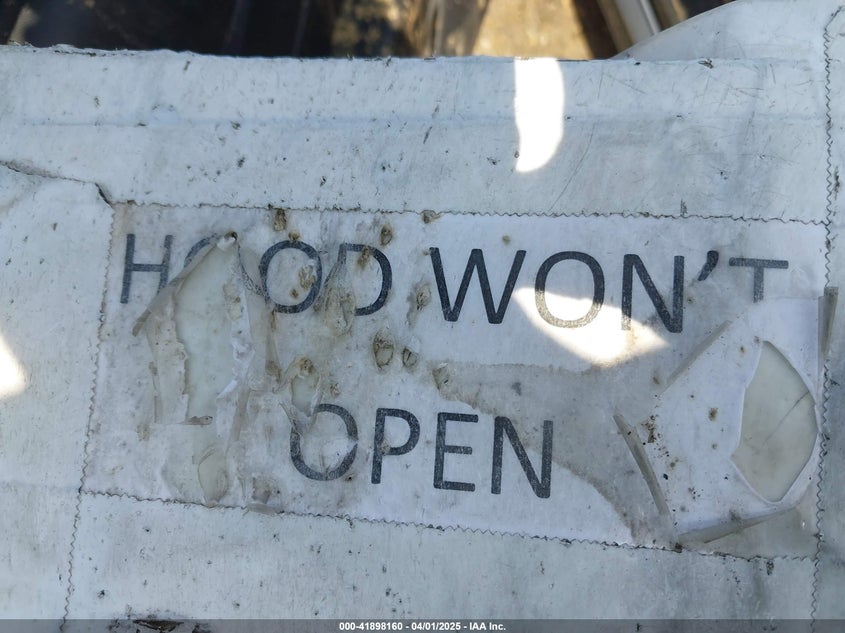 HOOD WON'T
OPEN
000-41898160 - 04/01/2025 - IAA Inc.